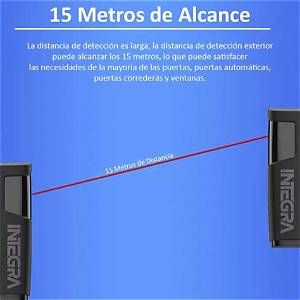 15 Metros de Alcance
La distancia de detección es larga, la distancia de detección exterior
puede alcanzar los 15 metros, lo que puede satisfacer
las necesidades de la mayoría de las puertas, puertas automáticas,
puertas correderas y ventanas.
15 Metros de Distancia
INTEGRA
INTEGRA